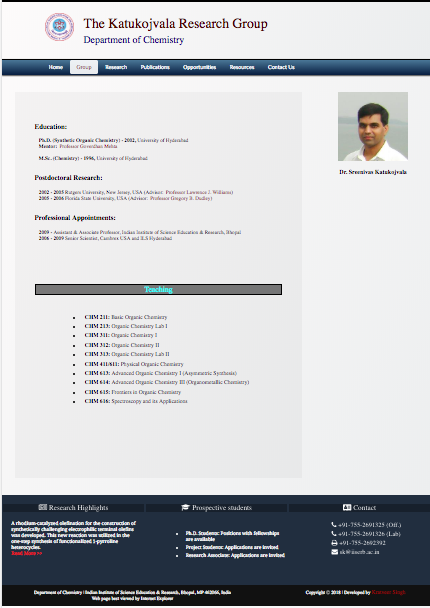 The Katukojvala Research Group
Department of Chemistry
Home Group Research Publications Opportunities Resources Contact Us
Education:
Ph.D. (Synthetic Organic Chemistry) - 2002, University of Hyderabad
Mentor: Professor Goverdhan Mehta
M.Sc. (Chemistry) - 1996, University of Hyderabad
Dr. Sreenivas Katukojvala
Postdoctoral Research:
2002 - 2005 Rutgers University, New Jersey, USA (Advisor: Professor Lawrence J. Williams)
2005 - 2006 Florida State University, USA (Advisor: Professor Gregory B. Dudley)
Professional Appointments:
2009 - Assistant & Associate Professor, Indian Institute of Science Education & Research, Bhopal
2006 - 2009 Senior Scientist, Cambrex USA and ILS Hyderabad
Teaching
CHM 211: Basic Organic Chemistry
CHM 213: Organic Chemistry Lab I
CHM 311: Organic Chemistry I
CHM 312: Organic Chemistry II
CHM 313: Organic Chemistry Lab II
CHM 411/611: Physical Organic Chemistry
CHM 613: Advanced Organic Chemistry I (Asymmetric Synthesis)
CHM 614: Advanced Organic Chemistry III (Organometallic Chemistry)
CHM 615: Frontiers in Organic Chemistry
CHM 616: Spectroscopy and its Applications
Research Highlights
A rhodium-catalyzed olefination for the construction of
synthetically challenging electrophilic terminal olefins
was developed. This new reaction was utilized in the
one-step synthesis of functionalized 5-pyrroline
heterocycles.
Read More >>
Prospective students
Ph.D. Students: Positions with fellowships
are available
Project Students: Applications are invited
Research Associate: Applications are invited
Contact
+91-755-2691325 (Off.)
+91-755-2691326 (Lab)
+91-755-2692392
sk@iiserb.ac.in
Department of Chemistry | Indian Institute of Science Education & Research, Bhopal, MP 462066, India
Web page best viewed by Internet Explorer
Copyright © 2018 | Developed by